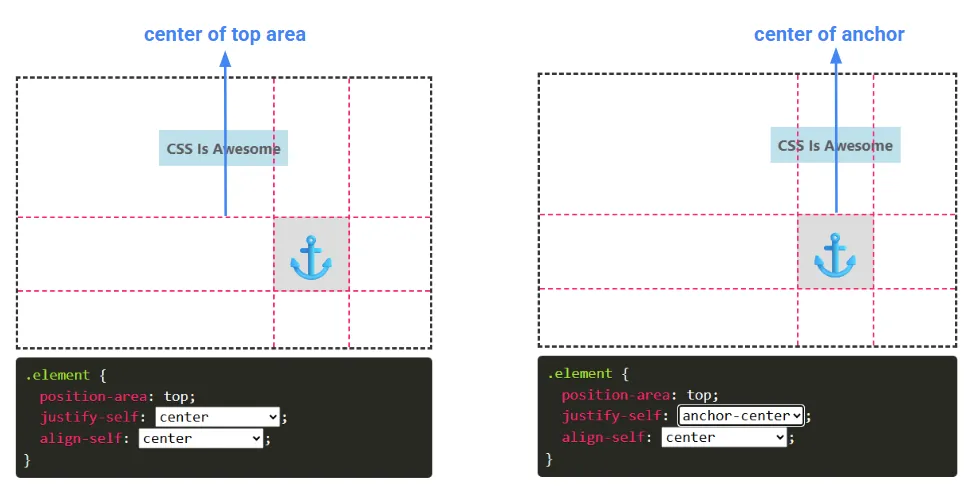 center of top area
CSS Is Awesome
.element {
position-area: top;
justify-self: center;
align-self: center;
}
center of anchor
CSS Is Awesome
.element {
position-area: top;
justify-self: anchor-center;
align-self: center;
}